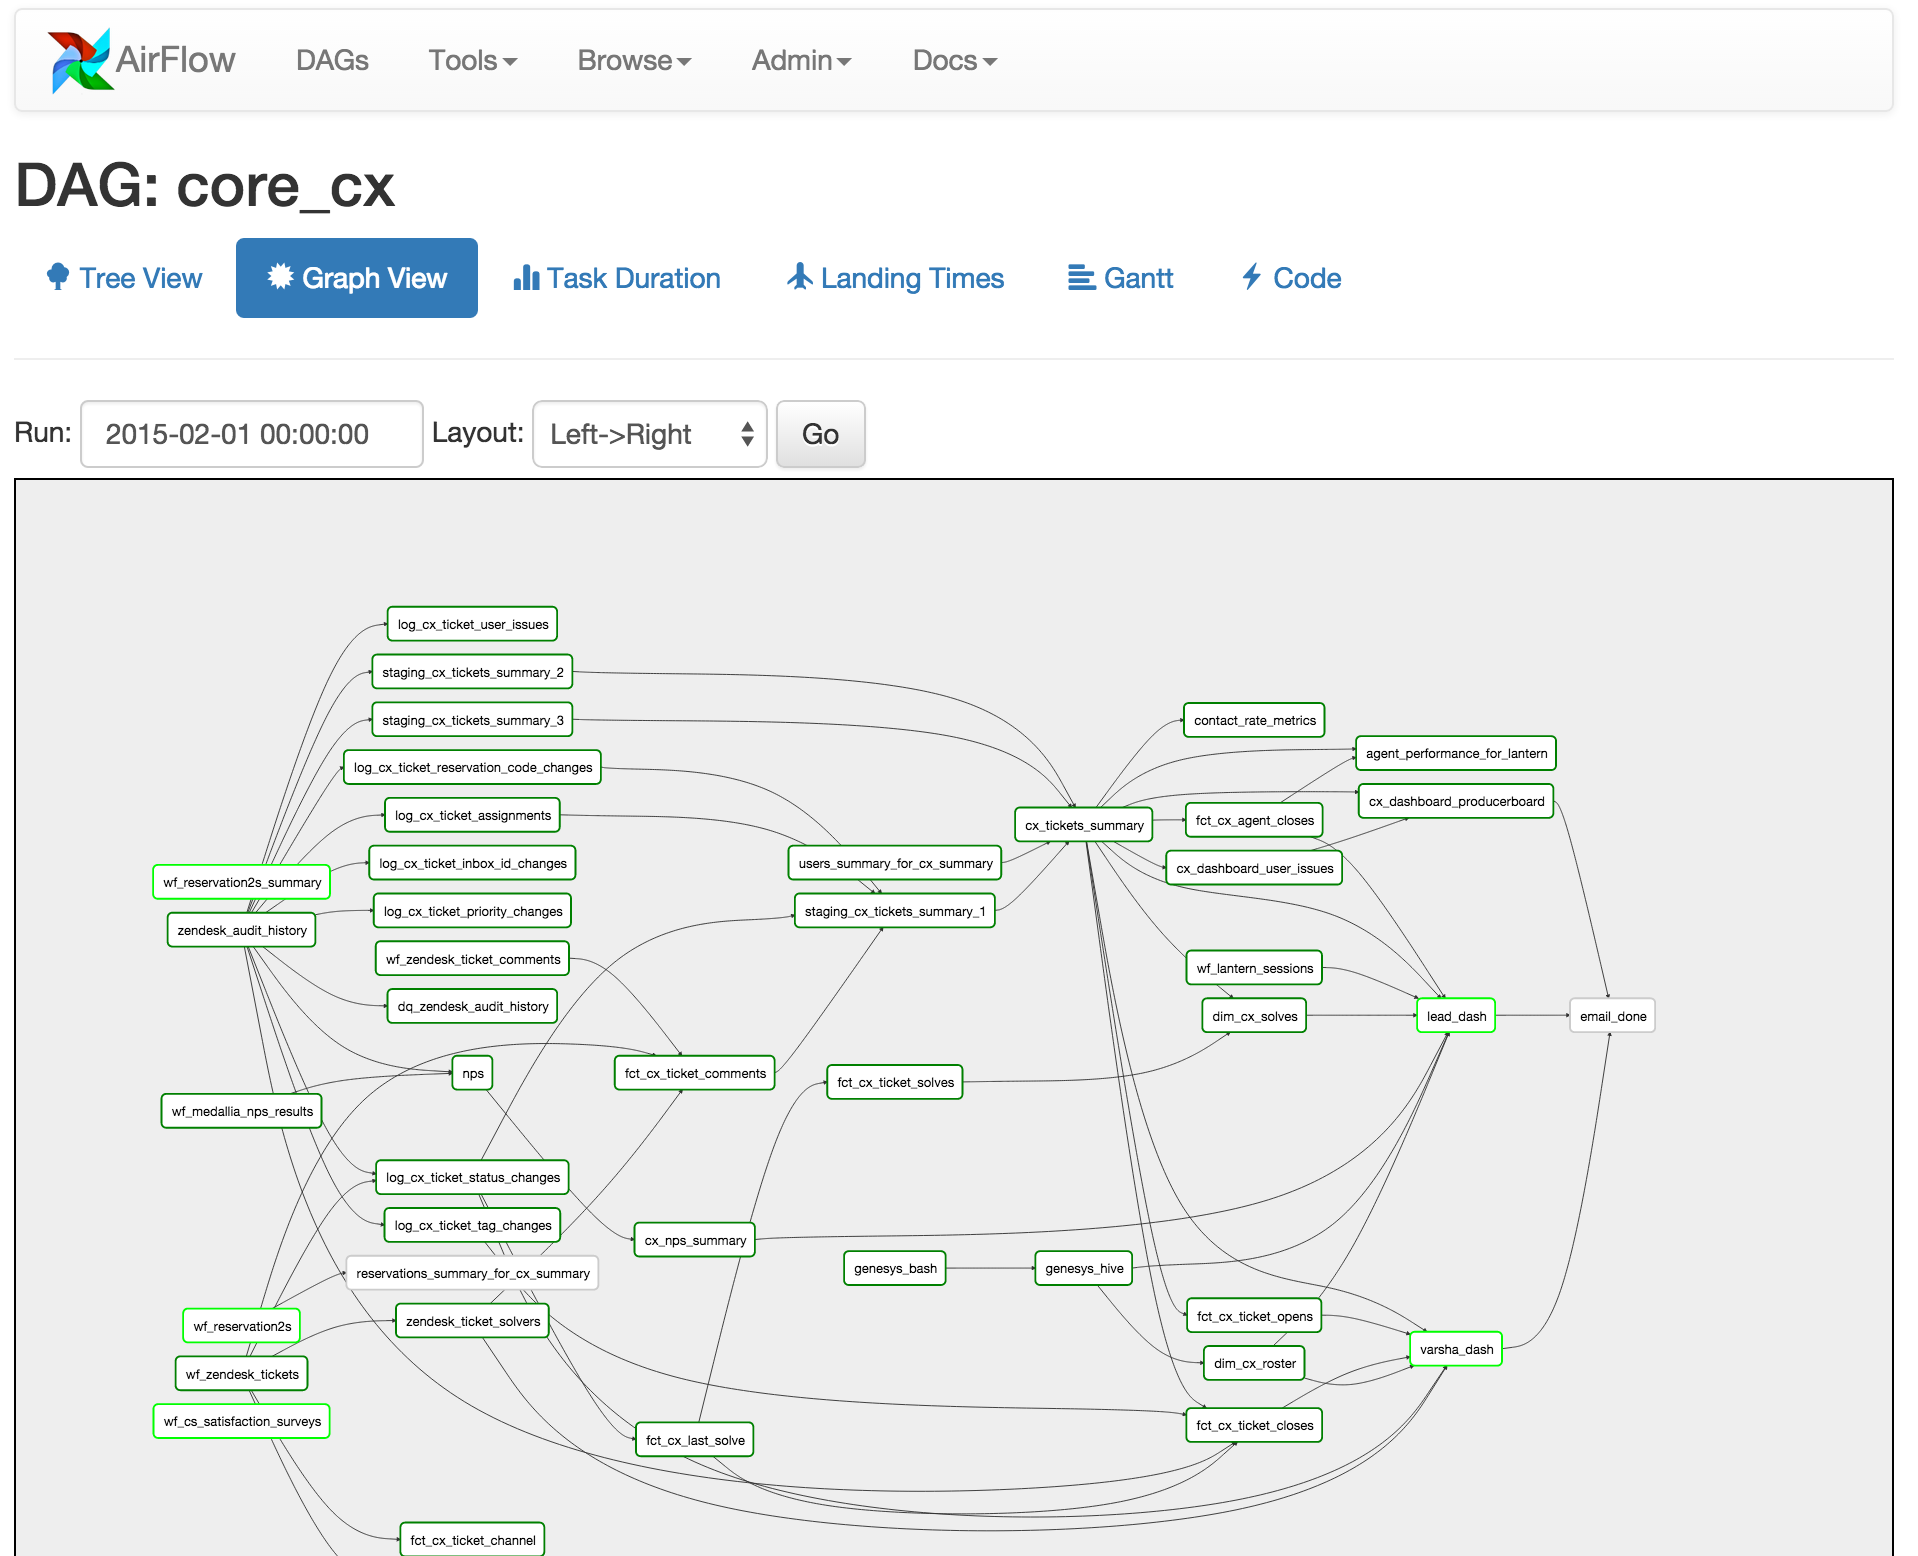 AirFlow DAGs Tools Browse Admin Docs
DAG: core_cx
Tree View Graph View Task Duration Landing Times Gantt Code
Run: 2015-02-01 00:00:00 Layout: Left->Right Go
log_cx_ticket_user_issues
staging_cx_tickets_summary_2
staging_cx_tickets_summary_3
contact_rate_metrics
agent_performance_for_lantern
log_cx_ticket_reservation_code_changes
cx_dashboard_producerboard
log_cx_ticket_assignments
cx_tickets_summary
fct_cx_agent_closes
log_cx_ticket_inbox_id_changes
users_summary_for_cx_summary
cx_dashboard_user_issues
wf_reservation2s_summary
log_cx_ticket_priority_changes
staging_cx_tickets_summary_1
zendesk_audit_history
wf_zendesk_ticket_comments
wf_lantern_sessions
dq_zendesk_audit_history
dim_cx_solves
lead_dash
email_done
nps
fct_cx_ticket_comments
fct_cx_ticket_solves
wf_medallia_nps_results
log_cx_ticket_status_changes
log_cx_ticket_tag_changes
cx_nps_summary
reservations_summary_for_cx_summary
genesys_bash
genesys_hive
wf_reservation2s
zendesk_ticket_solvers
fct_cx_ticket_opens
varsha_dash
dim_cx_roster
wf_zendesk_tickets
wf_cs_satisfaction_surveys
fct_cx_last_solve
fct_cx_ticket_closes
fct_cx_ticket_channel